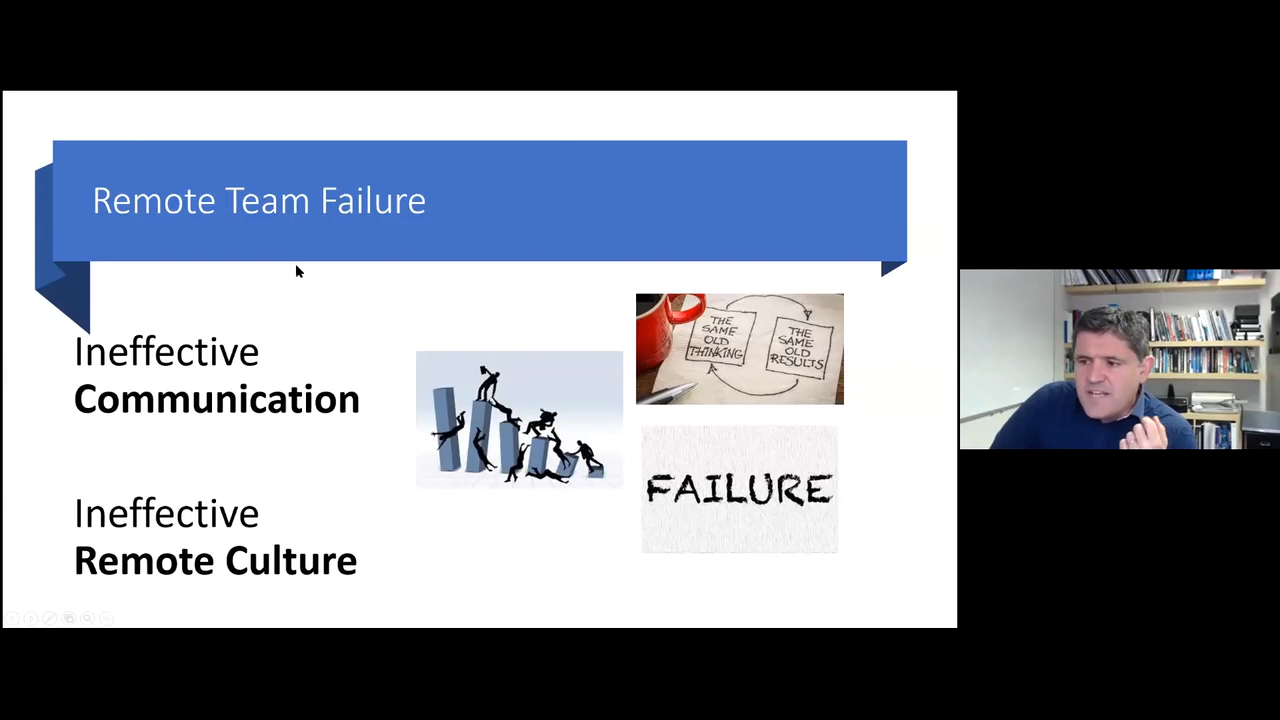 Remote Team Failure
Ineffective
Communication
THE
SAME
OLD
THINKING
THE
SAME
OLD
RESULTS
FAILURE
Ineffective
Remote Culture